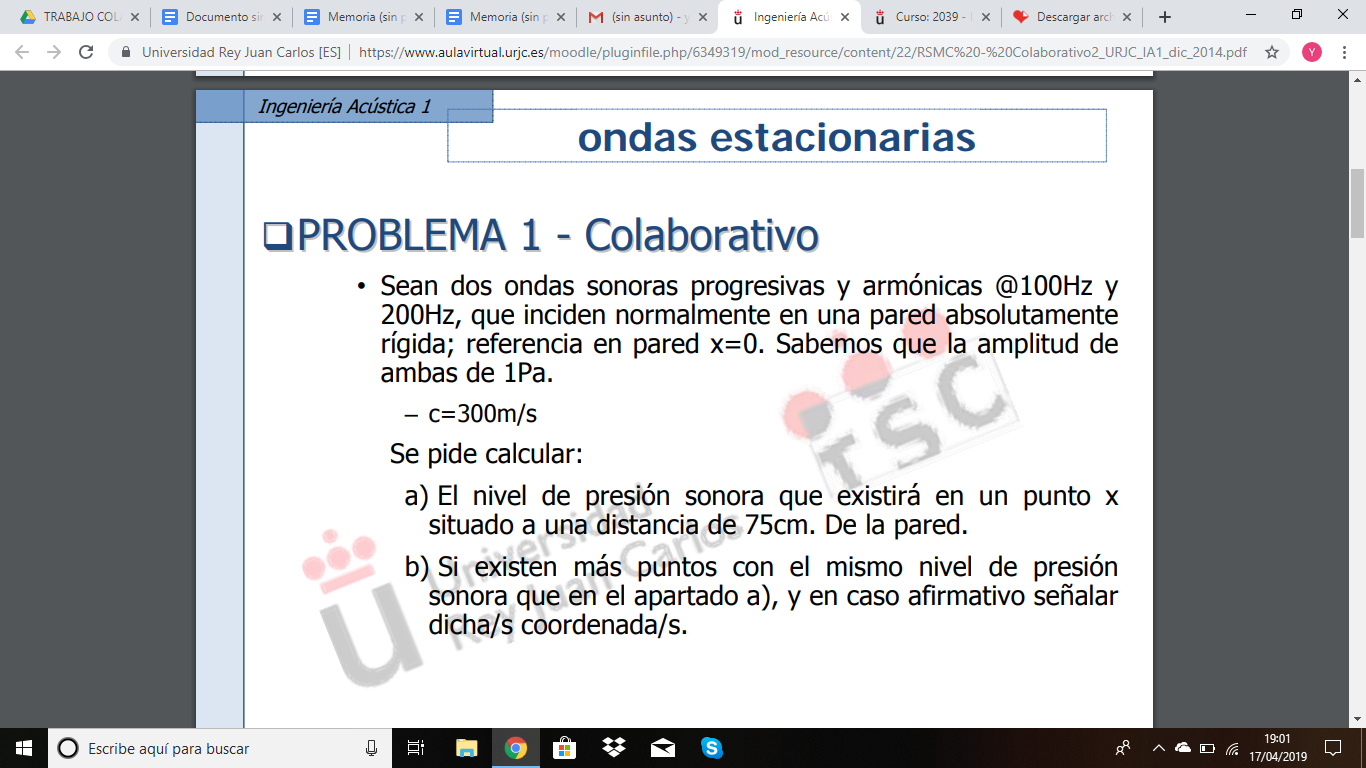 TRABAJO COL
Documento sin
Memoria (sin p
Memoria (sin p
(sin asunto) - y
Ingeniería Acús
Curso: 2039 -
Descargar arch
Universidad Rey Juan Carlos [ES]
https://www.aulavirtual.urjc.es/moodle/pluginfile.php/6349319/mod_resource/content/22/RSMC%20-%20Colaborativo2_URJC_IA1_dic_2014.pdf
Y
Ingeniería Acústica 1
ondas estacionarias
PROBLEMA 1 - Colaborativo
• Sean dos ondas sonoras progresivas y armónicas @100Hz y
200Hz, que inciden normalmente en una pared absolutamente
rígida; referencia en pared x=0. Sabemos que la amplitud de
ambas de 1Pa.
– c=300m/s
Se pide calcular:
a) El nivel de presión sonora que existirá en un punto x
situado a una distancia de 75cm. De la pared.
b) Si existen más puntos con el mismo nivel de presión
sonora que en el apartado a), y en caso afirmativo señalar
dicha/s coordenada/s.
TSC
u
Universidad
Rey Juan Carlos
Escribe aquí para buscar
19:01
17/04/2019